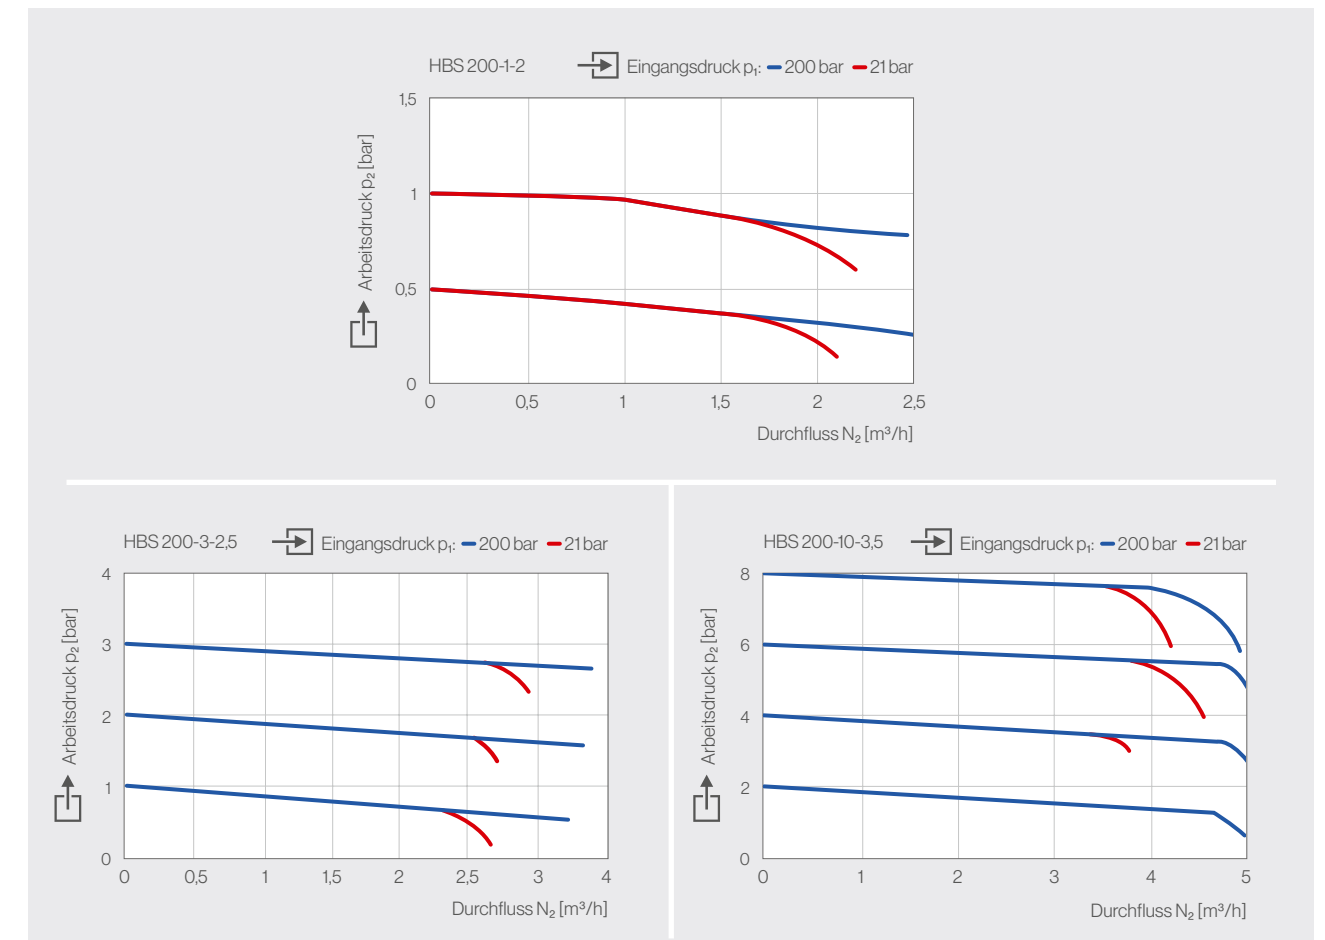 HBS 200-1-2 Eingangsdruck p₁: 200 bar 21 bar
1,5
1
0,5
0
Arbeitsdruck p₂ [bar]
0 0,5 1 1,5 2 2,5
Durchfluss N₂ [m³/h]
HBS 200-3-2,5 Eingangsdruck p₁: 200 bar 21 bar
4
3
2
1
0
Arbeitsdruck p₂ [bar]
0 0,5 1 1,5 2 2,5 3 4
Durchfluss N₂ [m³/h]
HBS 200-10-3,5 Eingangsdruck p₁: 200 bar 21 bar
8
6
4
2
0
Arbeitsdruck p₂ [bar]
0 1 2 3 4 5
Durchfluss N₂ [m³/h]